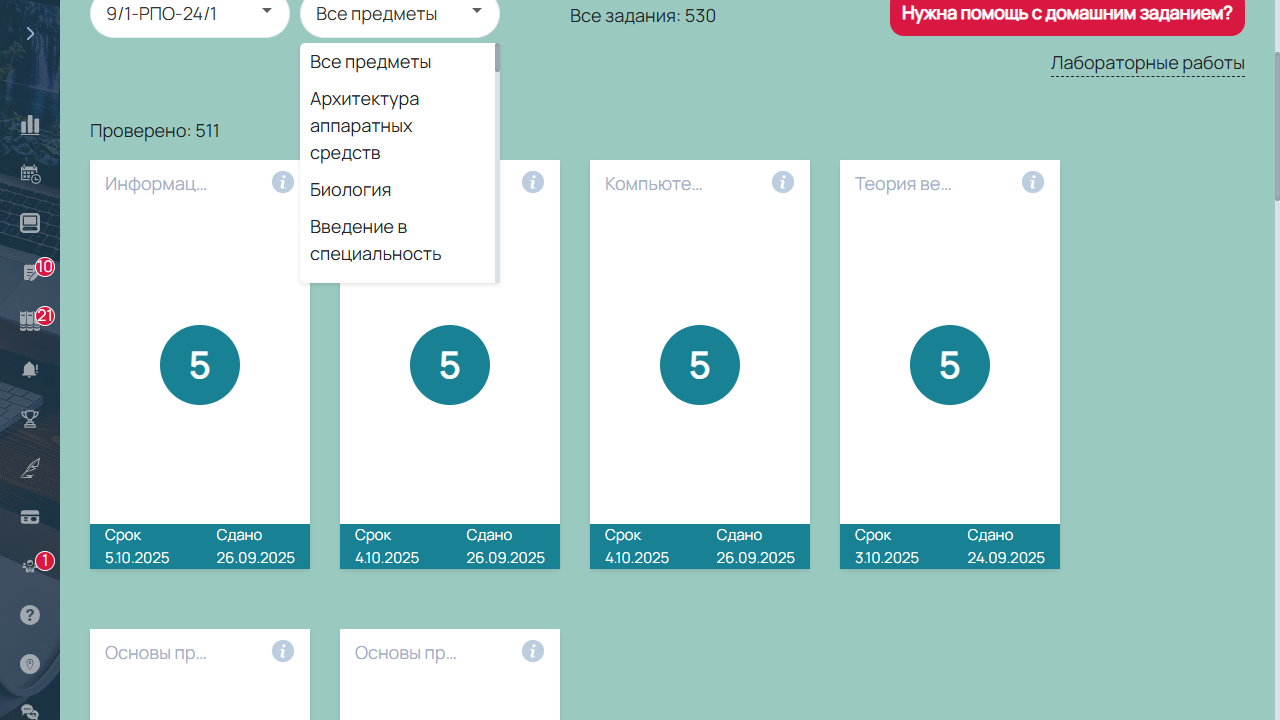 9/1-РПО-24/1
Все предметы
Все задания: 530
Нужна помощь с домашним заданием?
Лабораторные работы
Все предметы
Архитектура
аппаратных
средств
Биология
Введение в
специальность
Проверено: 511
Информац...
Компьюте...
Теория ве...
5
5
5
5
Срок
Сдано
5.10.2025
26.09.2025
Срок
Сдано
4.10.2025
26.09.2025
Срок
Сдано
4.10.2025
26.09.2025
Срок
Сдано
3.10.2025
24.09.2025
Основы пр...
Основы пр...
10
21
1